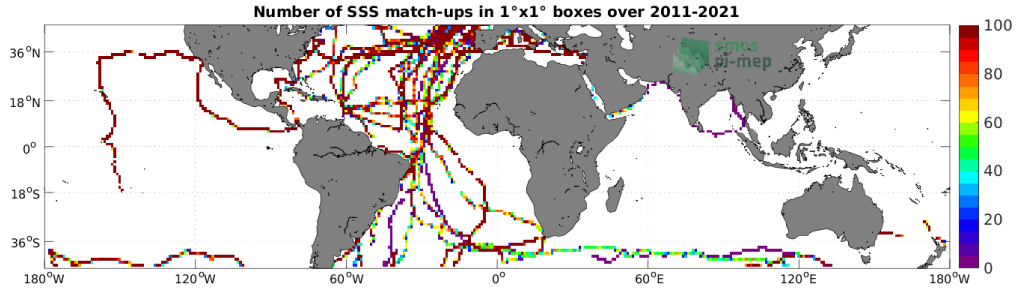 Number of SSS match-ups in 1°x1° boxes over 2011-2021
smos
pi-mep
36°N
18°N
0°
18°S
36°S
180°W
120°W
60°W
0°
60°E
120°E
180°W
100
80
60
40
20
0